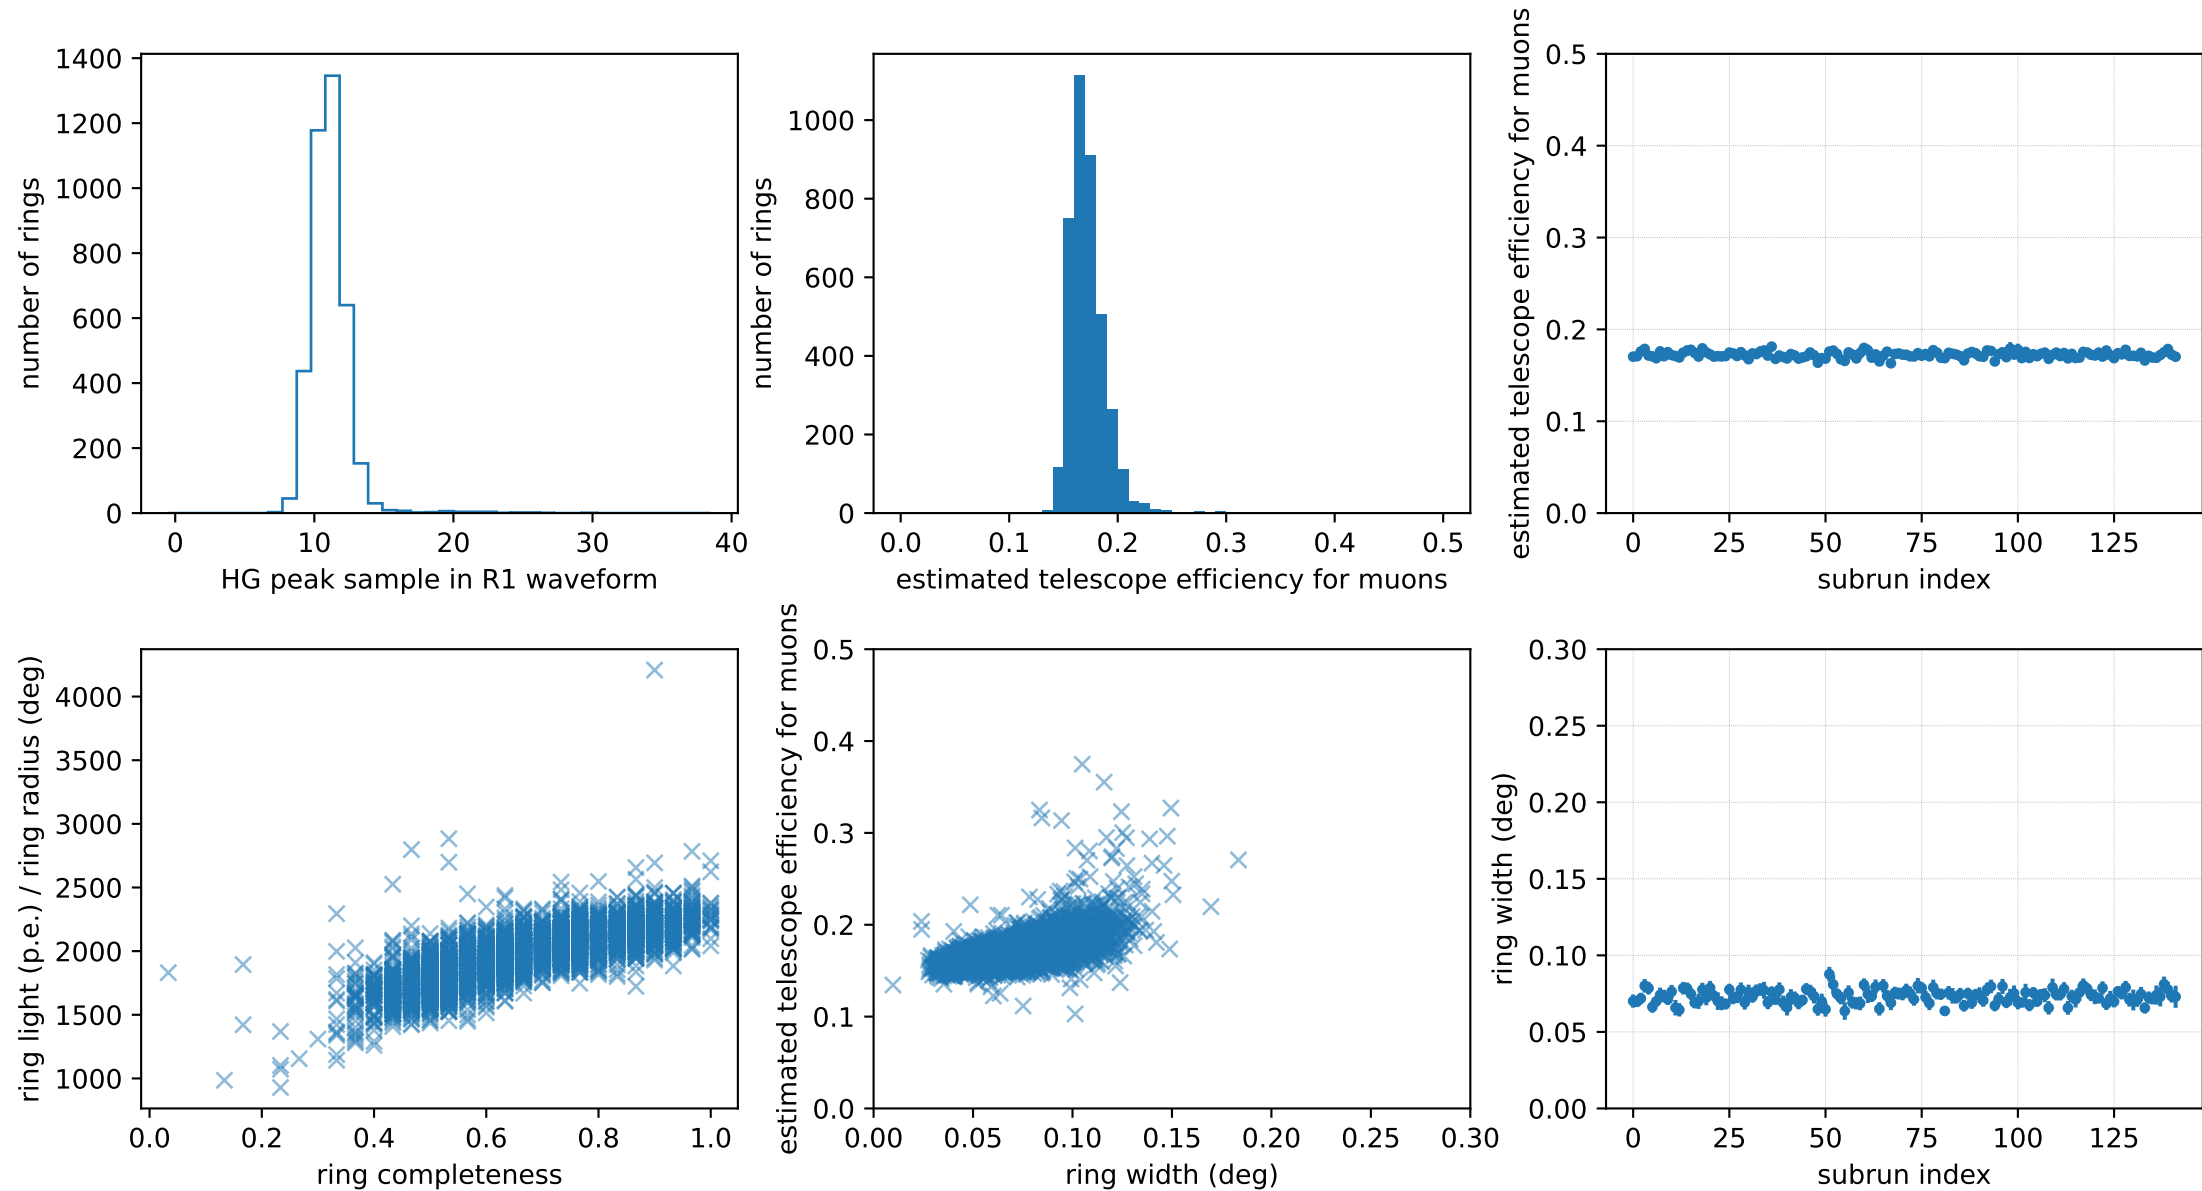 1400
1200
1000
800
600
400
200
0
number of rings
0 10 20 30 40
HG peak sample in R1 waveform
1000
800
600
400
200
0
number of rings
0.0 0.1 0.2 0.3 0.4 0.5
estimated telescope efficiency for muons
0.5
0.4
0.3
0.2
0.1
0.0
estimated telescope efficiency for muons
0 25 50 75 100 125
subrun index
4000
3500
3000
2500
2000
1500
1000
ring light (p.e.) / ring radius (deg)
0.0 0.2 0.4 0.6 0.8 1.0
ring completeness
0.5
0.4
0.3
0.2
0.1
0.0
estimated telescope efficiency for muons
0.00 0.05 0.10 0.15 0.20 0.25 0.30
ring width (deg)
0.30
0.25
0.20
0.15
0.10
0.05
0.00
ring width (deg)
0 25 50 75 100 125
subrun index